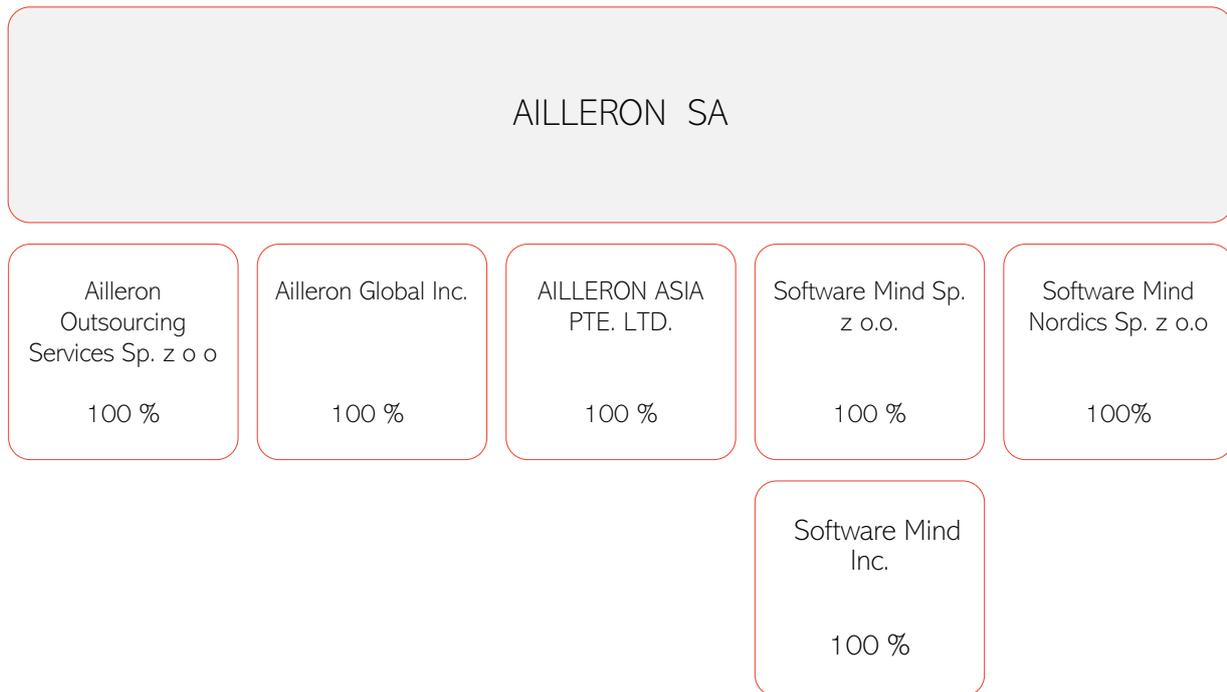 AILLERON SA
Ailleron
Outsourcing
Services Sp. z o o
100 %
Ailleron Global Inc.
100 %
AILLERON ASIA
PTE. LTD.
100 %
Software Mind Sp.
z o.o.
100 %
Software Mind
Nordics Sp. z o.o
100%
Software Mind
Inc.
100 %